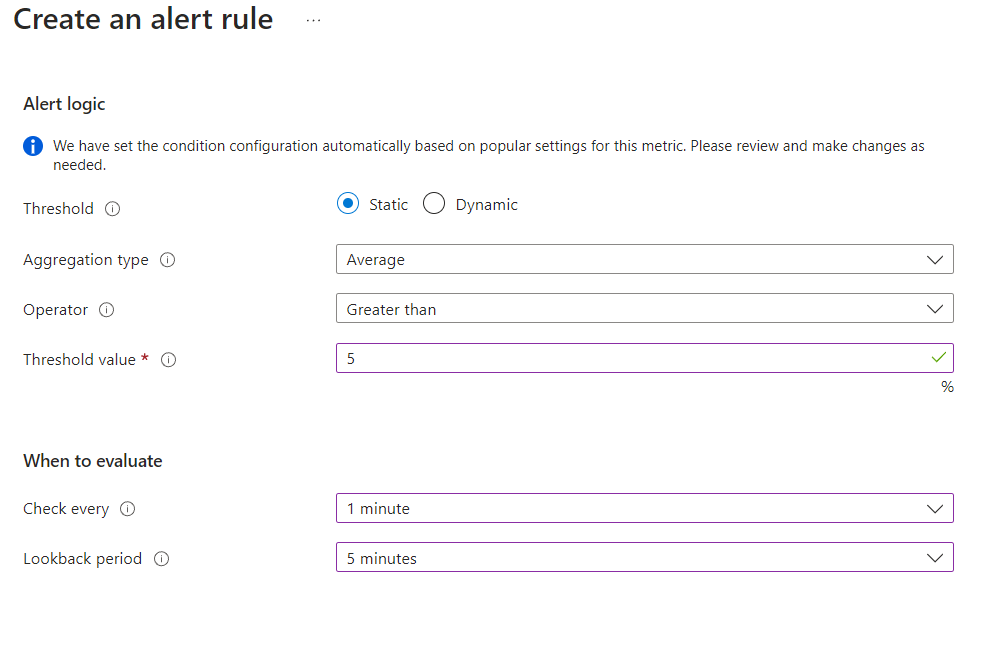 Create an alert rule ...
Alert logic
We have set the condition configuration automatically based on popular settings for this metric. Please review and make changes as
needed.
Threshold Static Dynamic
Aggregation type Average
Operator Greater than
Threshold value * 5
%
When to evaluate
Check every 1 minute
Lookback period 5 minutes